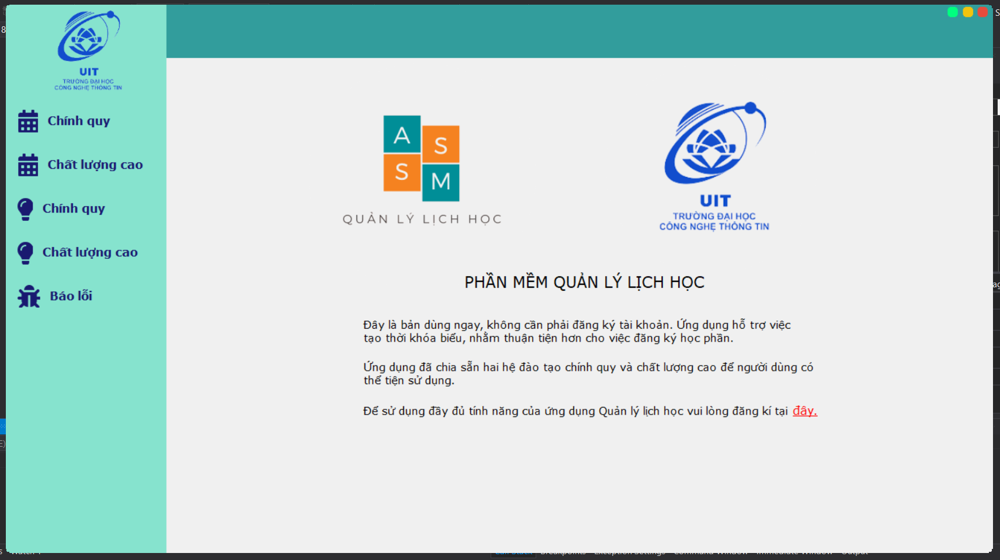 UIT
TRƯỜNG ĐẠI HỌC
CÔNG NGHỆ THÔNG TIN
Chính quy
Chất lượng cao
Chính quy
Chất lượng cao
Báo lỗi
A
S
S
M
QUẢN LÝ LỊCH HỌC
UIT
TRƯỜNG ĐẠI HỌC
CÔNG NGHỆ THÔNG TIN
PHẦN MỀM QUẢN LÝ LỊCH HỌC
Đây là bản dùng ngay, không cần phải đăng ký tài khoản. Ứng dụng hỗ trợ việc
tạo thời khóa biểu, nhằm thuận tiện hơn cho việc đăng ký học phần.
Ứng dụng đã chia sẵn hai hệ đào tạo chính quy và chất lượng cao để người dùng có
thể tiện sử dụng.
Để sử dụng đầy đủ tính năng của ứng dụng Quản lý lịch học vui lòng đăng kí tại đây.